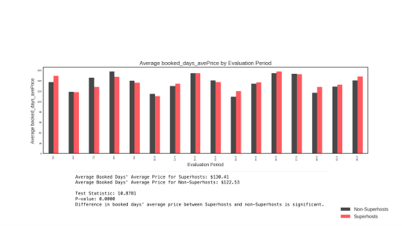 Average booked_days_avePrice by Evaluation Period
Average booked_days_avePrice
Evaluation Period
Average Booked Days' Average Price for Superhosts: $130.41
Average Booked Days' Average Price for Non-Superhosts: $122.53
Test Statistic: 10.8701
P-value: 0.0000
Difference in booked days' average price between Superhosts and non-Superhosts is significant.
Non-Superhosts
Superhosts